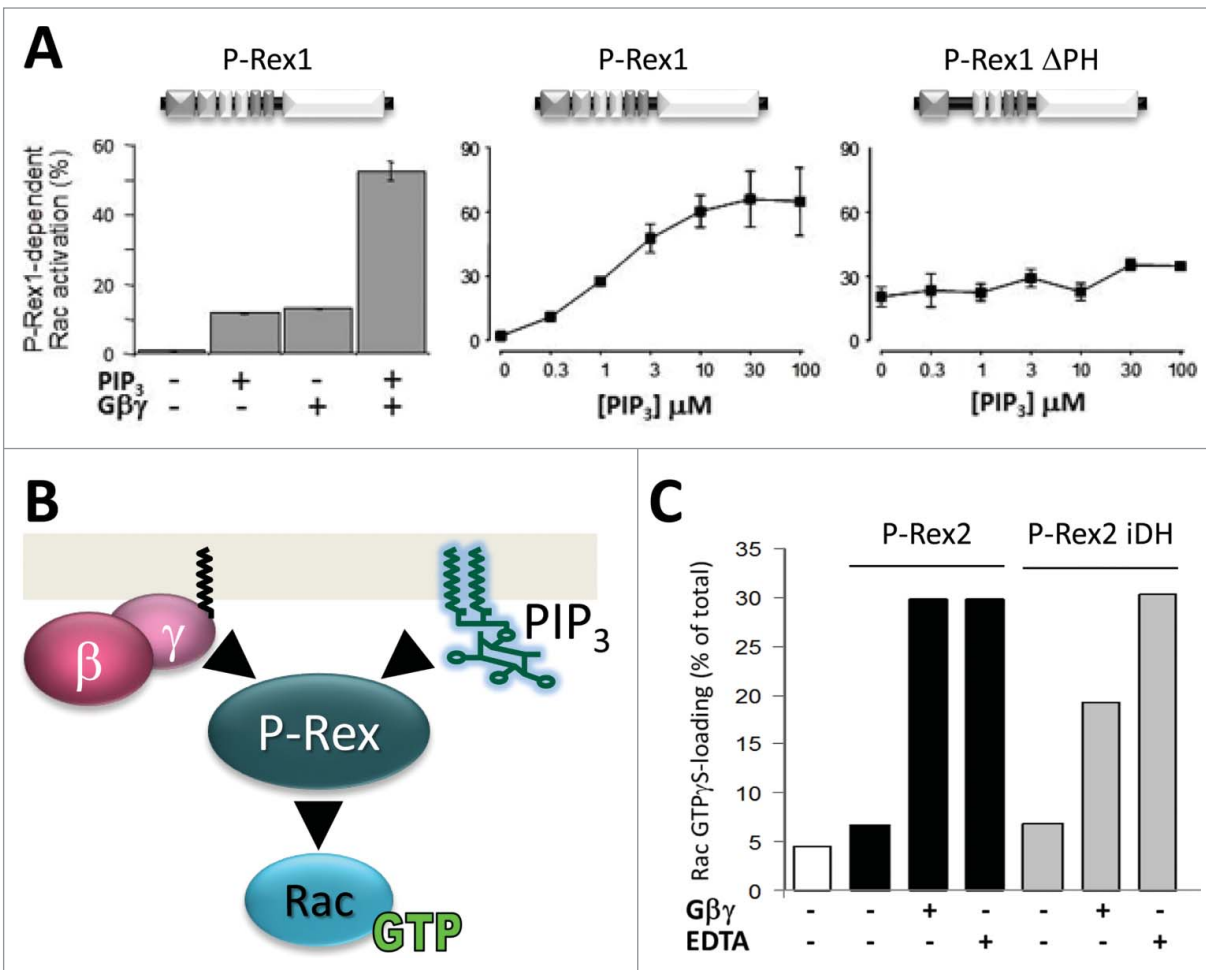 A
P-Rex1
P-Rex1
P-Rex1 ΔPH
P-Rex1-dependent
Rac activation (%)
60
40
20
0
PIP3 - + - +
Gβγ - - + +
90
60
30
0
0 0.3 1 3 10 30 100
[PIP3] μM
90
60
30
0
0 0.3 1 3 10 30 100
[PIP3] μM
B
β
γ
PIP3
P-Rex
Rac
GTP
C
P-Rex2
P-Rex2 iDH
Rac GTPγS-loading (% of total)
35
30
25
20
15
10
5
0
Gβγ - - + - - + -
EDTA - - - + - - +